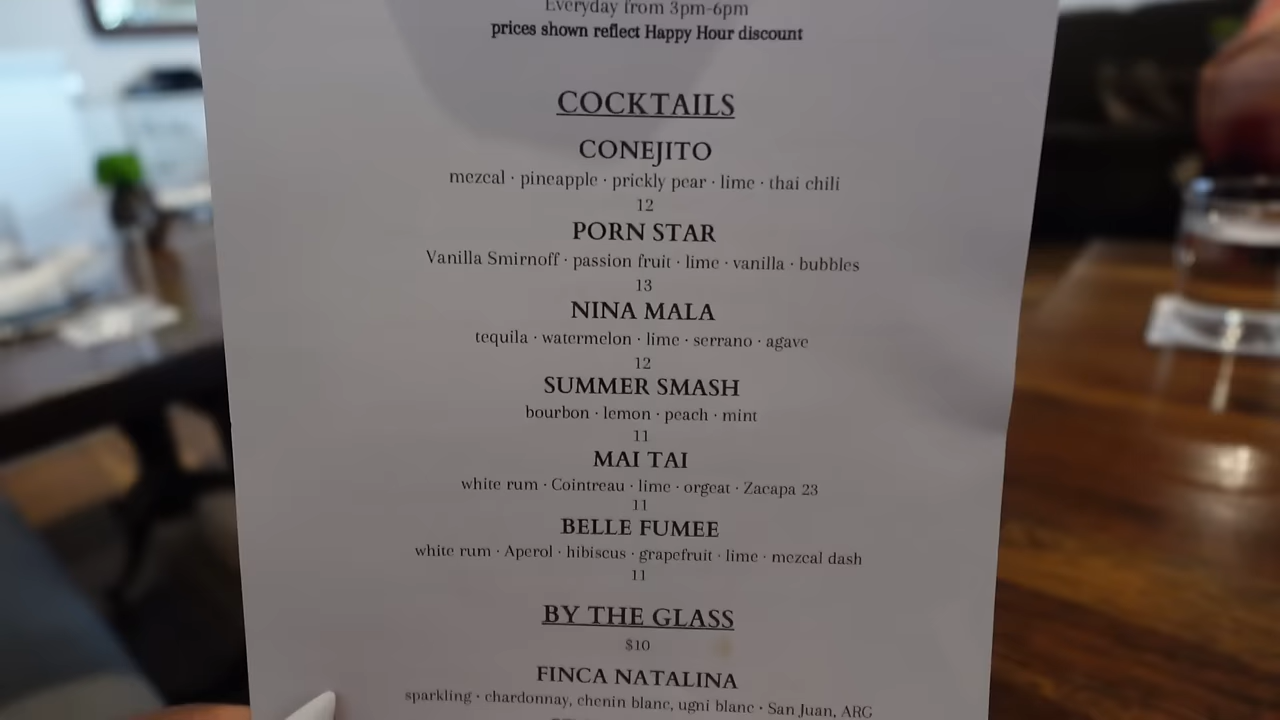 Everyday from 3pm-6pm
prices shown reflect Happy Hour discount
COCKTAILS
CONEJITO
mezcal · pineapple · prickly pear · lime · thai chili
12
PORN STAR
Vanilla Smirnoff · passion fruit · lime · vanilla · bubbles
13
NINA MALA
tequila · watermelon · lime · serrano · agave
12
SUMMER SMASH
bourbon · lemon · peach · mint
11
MAI TAI
white rum · Cointreau · lime · orgeat · Zacapa 23
11
BELLE FUMEE
white rum · Aperol · hibiscus · grapefruit · lime · mezcal dash
11
BY THE GLASS
$10
FINCA NATALINA
sparkling · chardonnay, chenin blanc, ugni blanc · San Juan, ARG